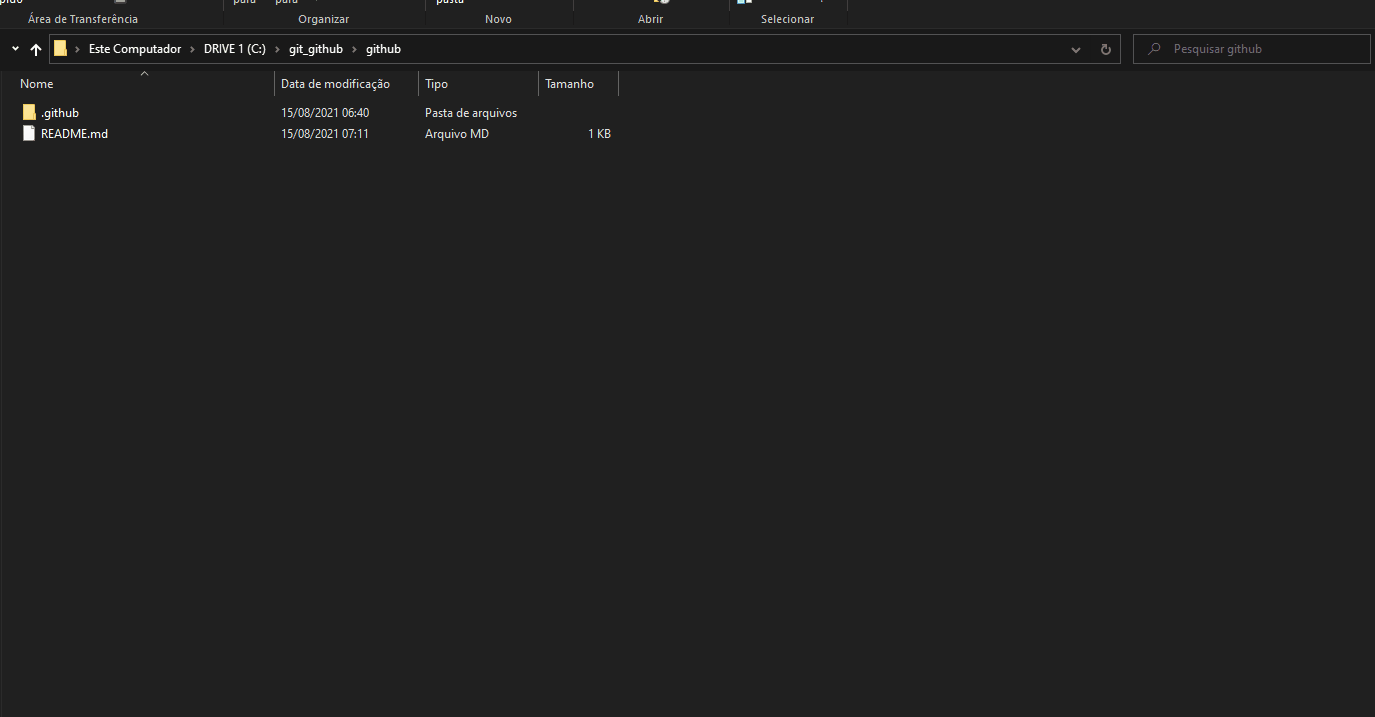 para para pasta
Área de Transferência Organizar Novo Abrir Selecionar
Este Computador DRIVE 1 (C:) git_github github Pesquisar github
Nome Data de modificação Tipo Tamanho
.github 15/08/2021 06:40 Pasta de arquivos
README.md 15/08/2021 07:11 Arquivo MD 1 KB